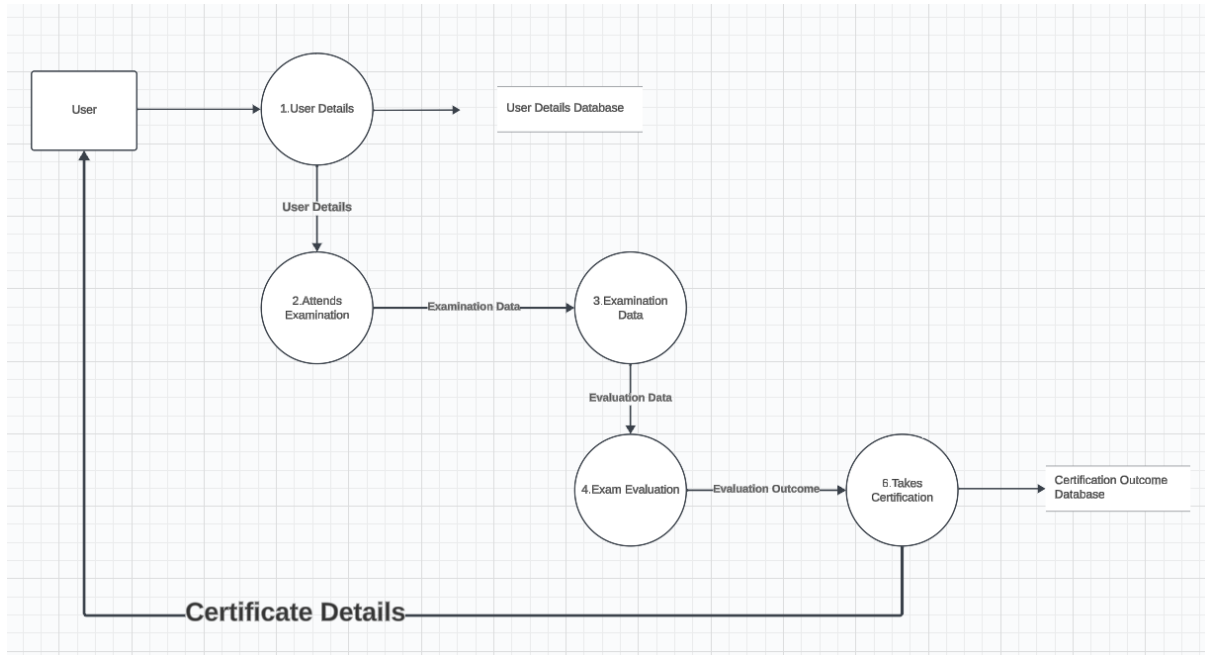 User
1.User Details
User Details Database
User Details
2.Attends
Examination
Examination Data
3.Examination
Data
Evaluation Data
4.Exam Evaluation
Evaluation Outcome
6.Takes
Certification
Certification Outcome
Database
Certificate Details